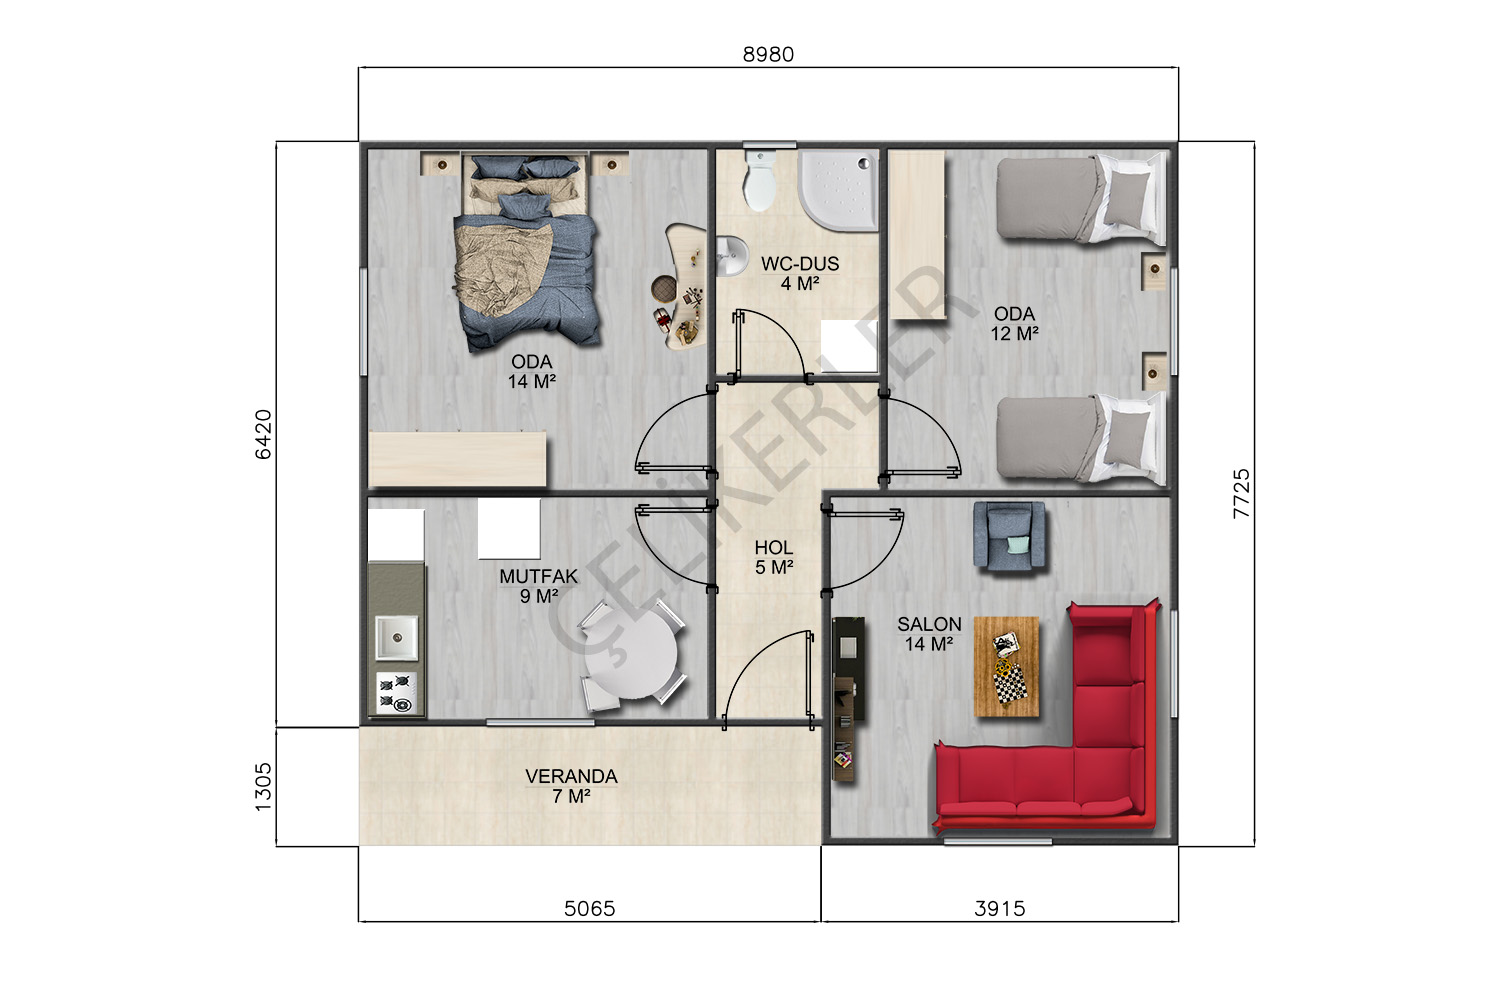 8980
WC-DUS
4 M²
ODA
12 M²
ODA
14 M²
6420
7725
HOL
5 M²
MUTFAK
9 M²
SALON
14 M²
VERANDA
7 M²
1305
5065
3915
ÇELİKERLER